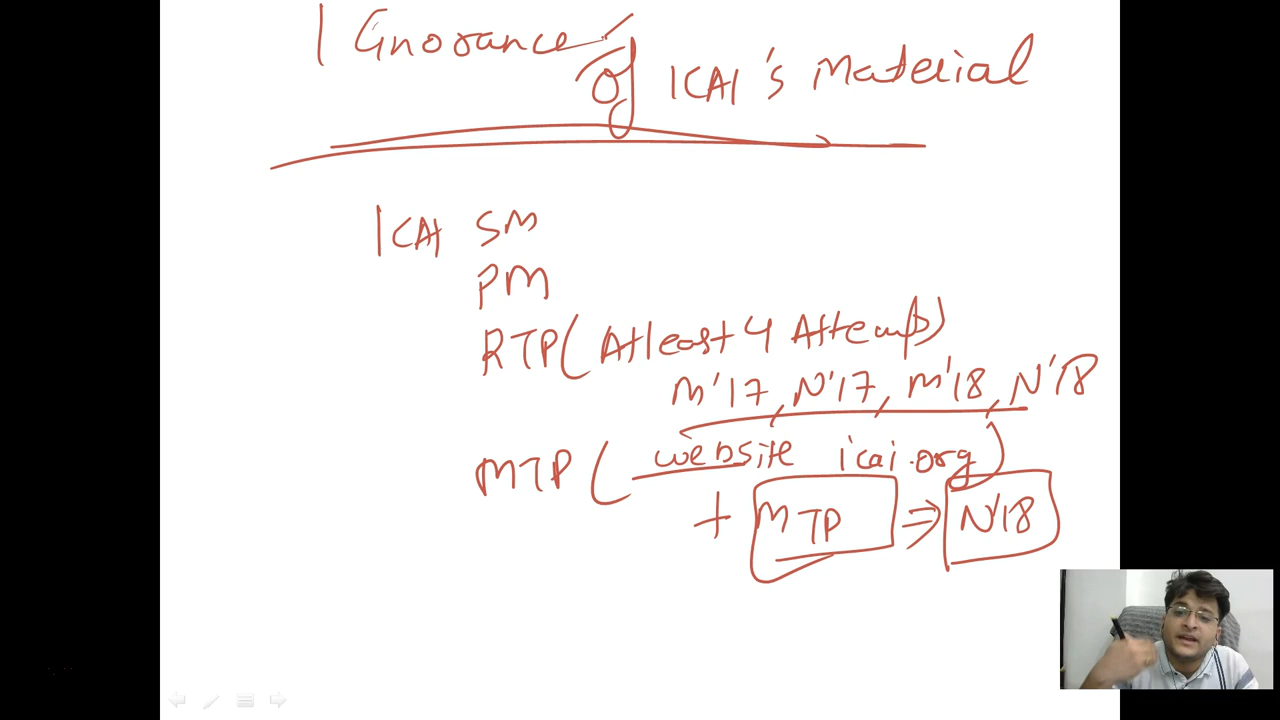 Ignorance
of ICAI's Material
ICAI SM
PM
RTP (Atleast 4 Attempts)
M'17, N'17, M'18, N'18
MTP (website icai.org)
+ MTP ⇒ N'18